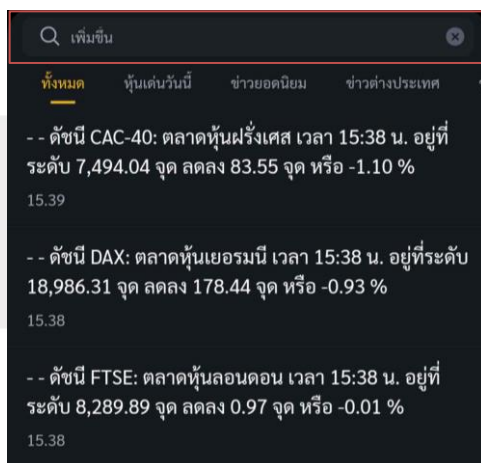 เพิ่มขึ้น
ทั้งหมด หุ้นเด่นวันนี้ ข่าวยอดนิยม ข่าวต่างประเทศ
- - ดัชนี CAC-40: ตลาดหุ้นฝรั่งเศส เวลา 15:38 น. อยู่ที่
ระดับ 7,494.04 จุด ลดลง 83.55 จุด หรือ -1.10 %
15.39
- - ดัชนี DAX: ตลาดหุ้นเยอรมนี เวลา 15:38 น. อยู่ที่ระดับ
18,986.31 จุด ลดลง 178.44 จุด หรือ -0.93 %
15.38
- - ดัชนี FTSE: ตลาดหุ้นลอนดอน เวลา 15:38 น. อยู่ที่
ระดับ 8,289.89 จุด ลดลง 0.97 จุด หรือ -0.01 %
15.38